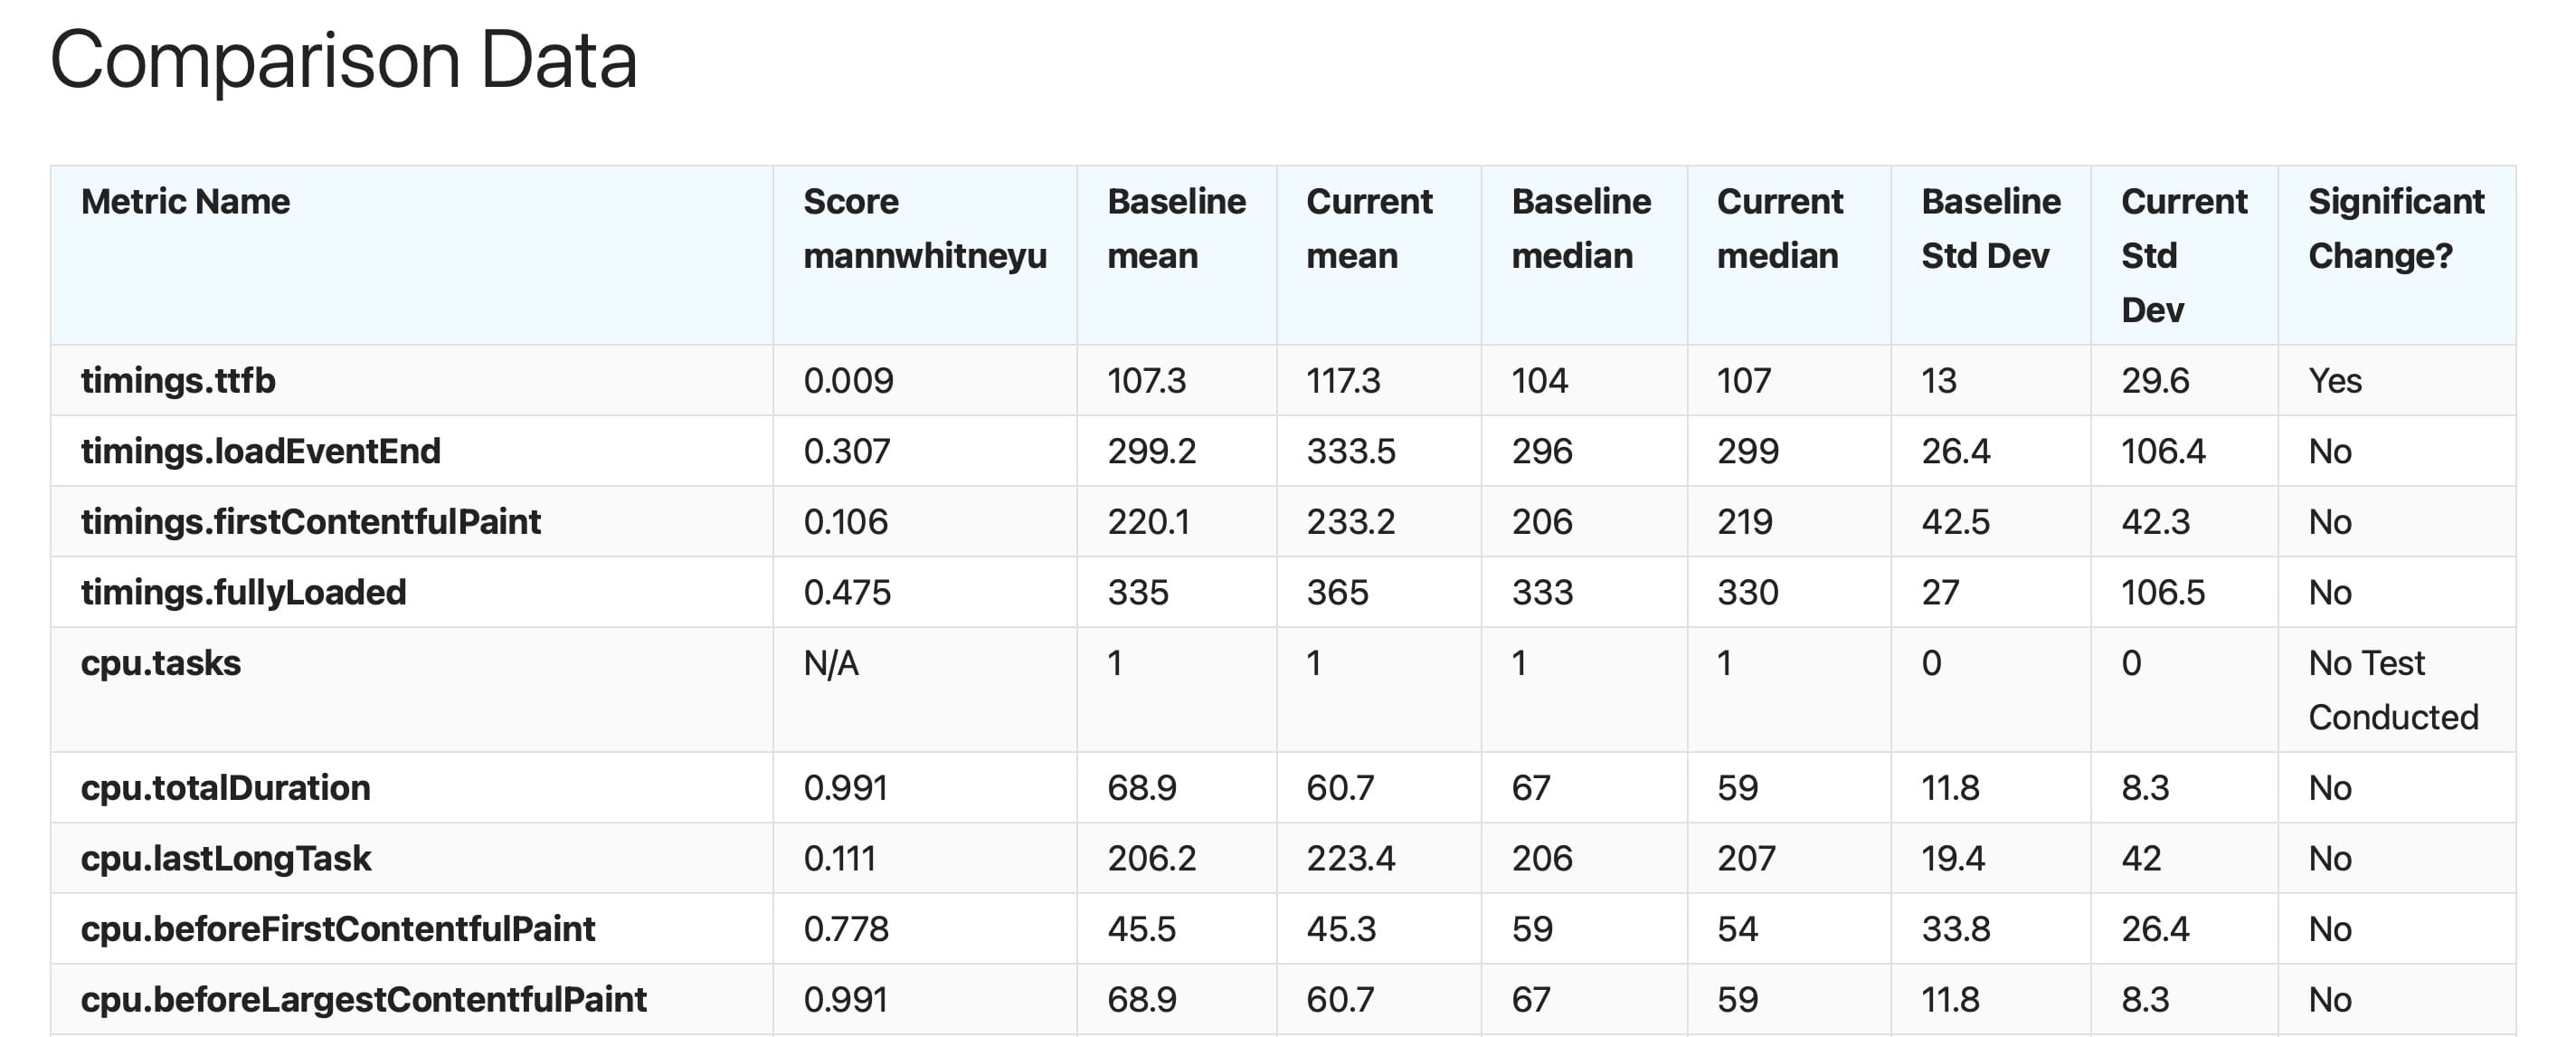 Comparison Data
Metric Name Score mannwhitneyu Baseline mean Current mean Baseline median Current median Baseline Std Dev Current Std Dev Significant Change?
timings.ttfb 0.009 107.3 117.3 104 107 13 29.6 Yes
timings.loadEventEnd 0.307 299.2 333.5 296 299 26.4 106.4 No
timings.firstContentfulPaint 0.106 220.1 233.2 206 219 42.5 42.3 No
timings.fullyLoaded 0.475 335 365 333 330 27 106.5 No
cpu.tasks N/A 1 1 1 1 0 0 No Test Conducted
cpu.totalDuration 0.991 68.9 60.7 67 59 11.8 8.3 No
cpu.lastLongTask 0.111 206.2 223.4 206 207 19.4 42 No
cpu.beforeFirstContentfulPaint 0.778 45.5 45.3 59 54 33.8 26.4 No
cpu.beforeLargestContentfulPaint 0.991 68.9 60.7 67 59 11.8 8.3 No